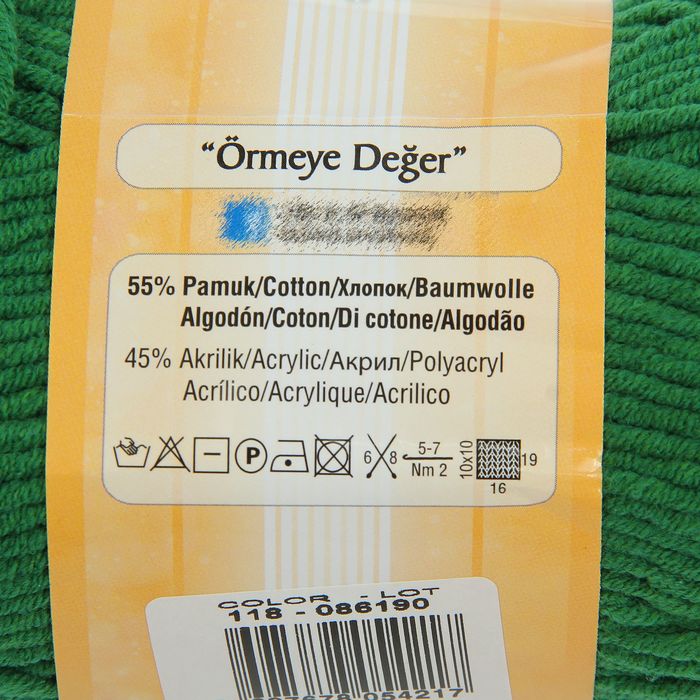 “Örmeye Değer”
55% Pamuk/Cotton/Хлопок/Baumwolle
Algodón/Coton/Di cotone/Algodão
45% Akrilik/Acrylic/Акрил/Polyacryl
Acrílico/Acrylique/Acrilico
P 6 8 5-7 Nm 2 10x10 19
16
COLOR - LOT
118 - 086190
054217